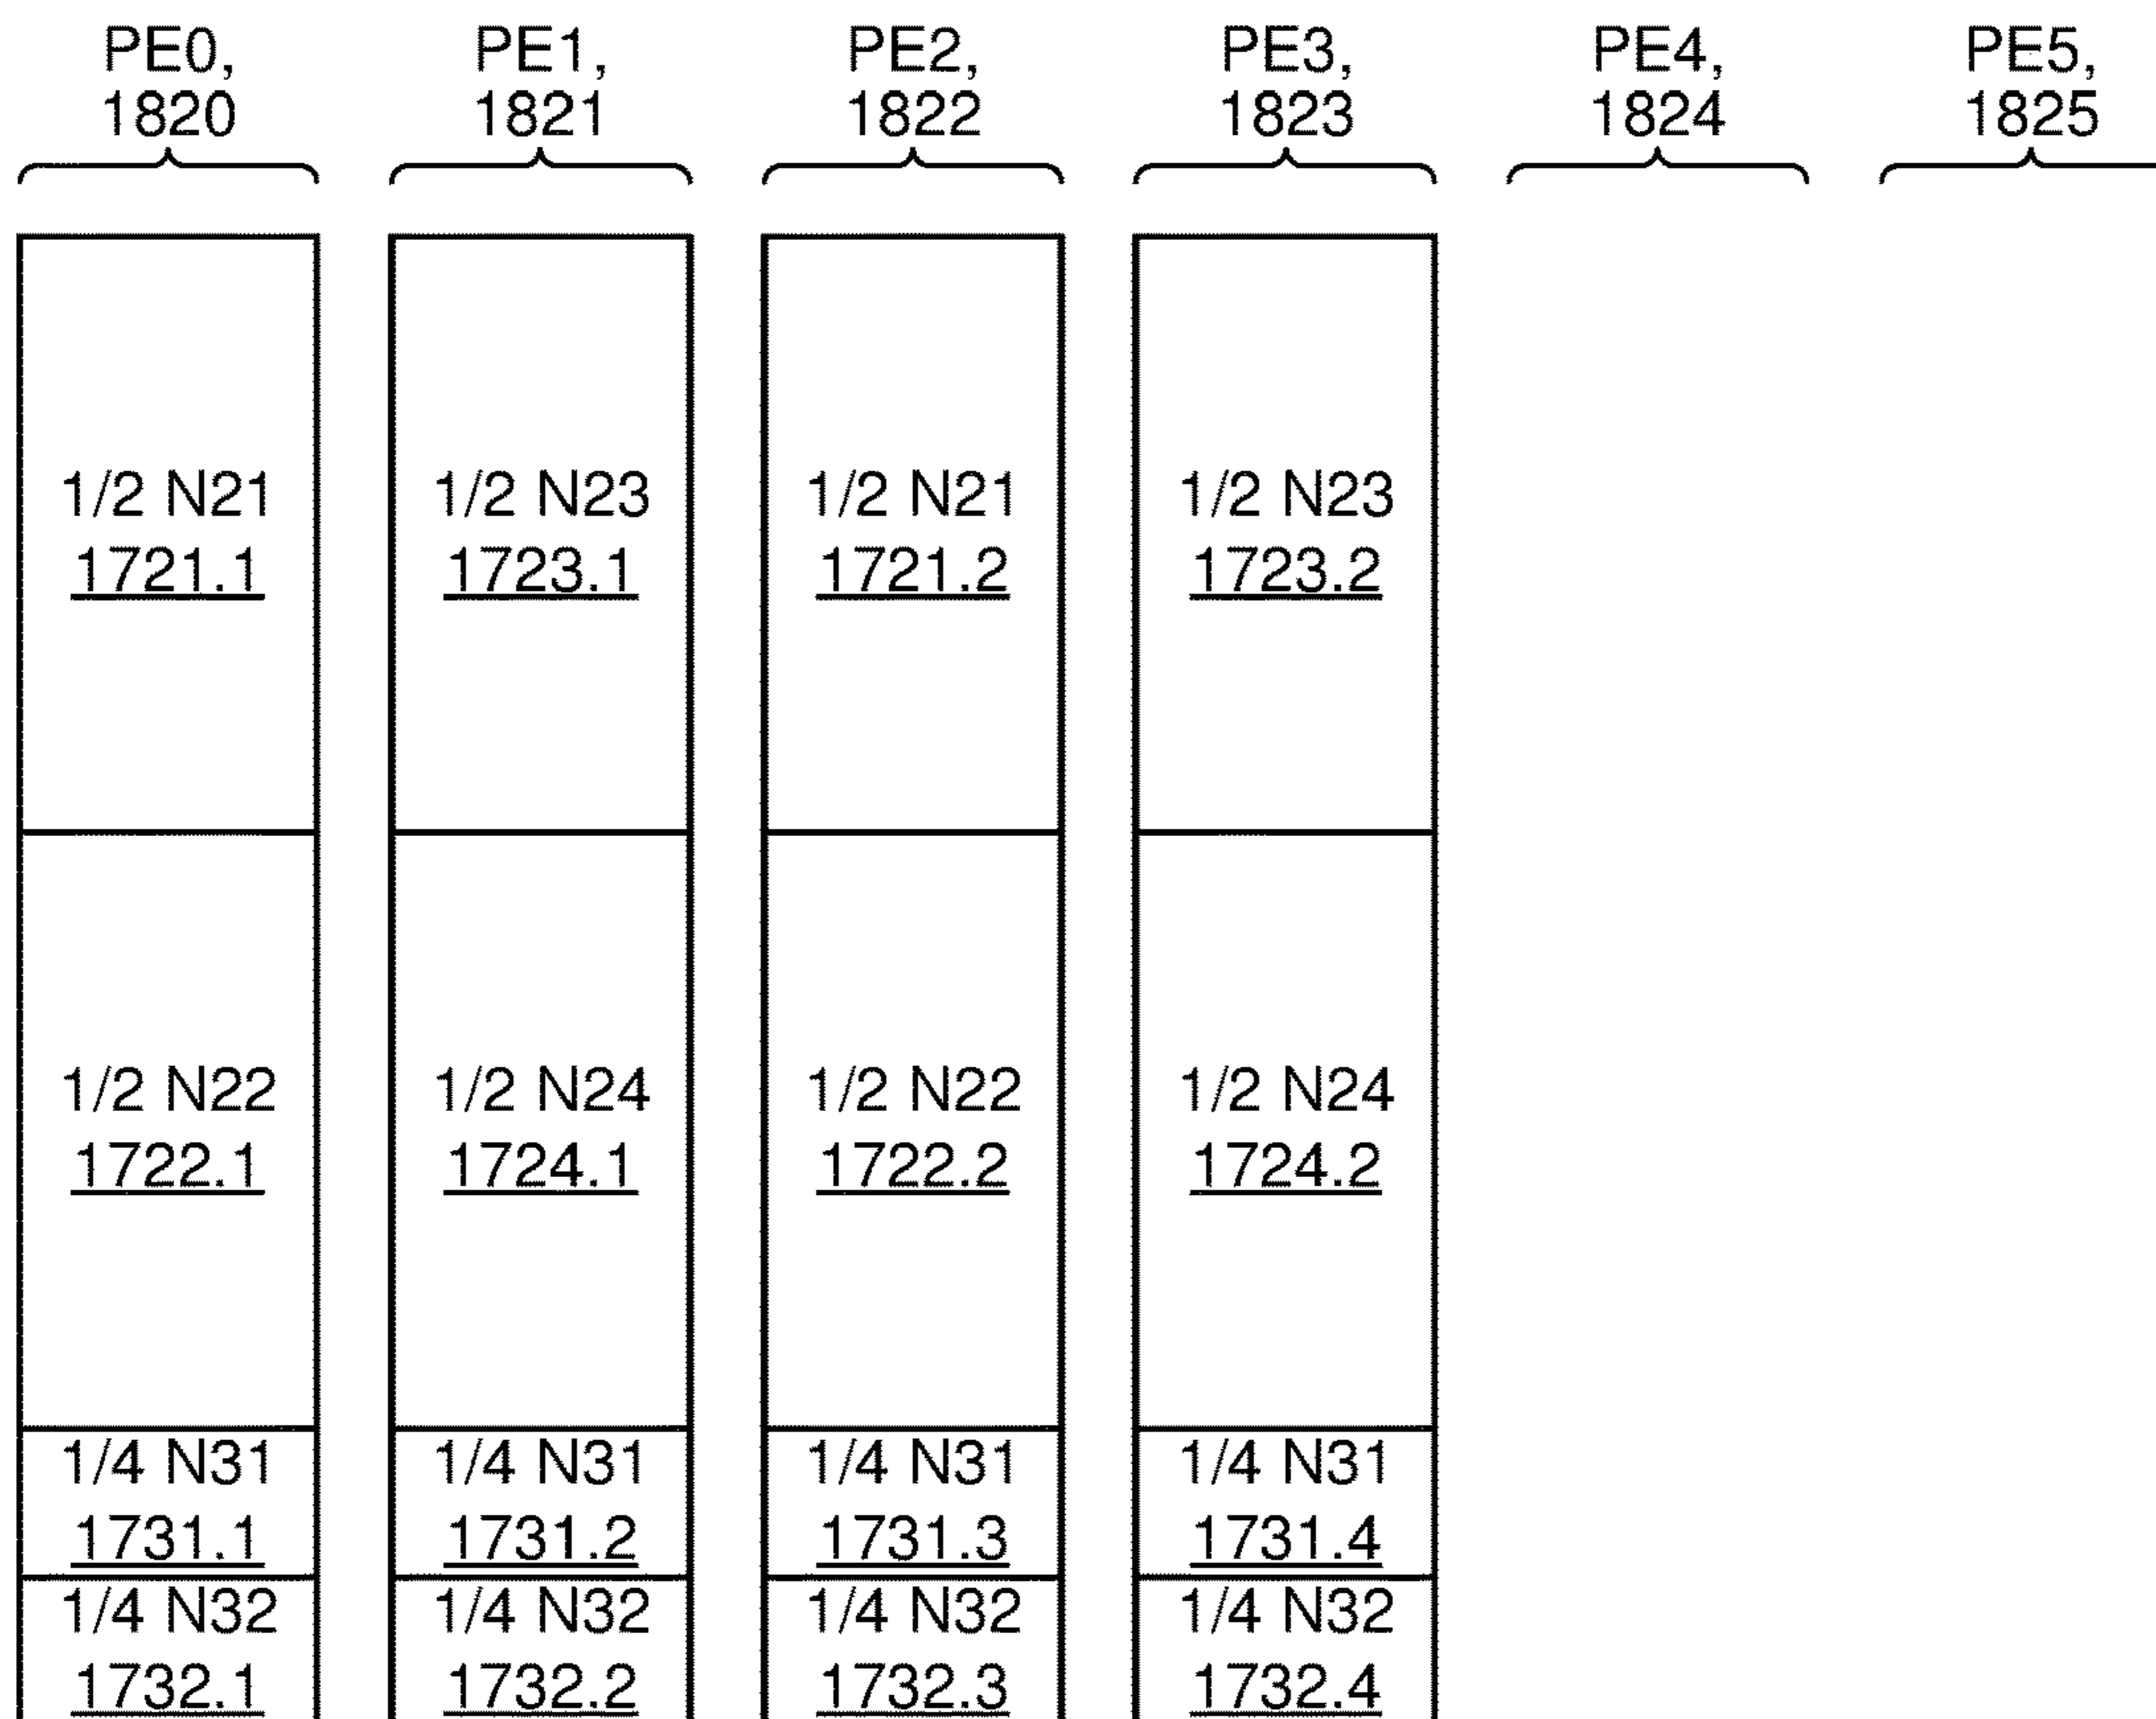 PE0,
1820
PE1,
1821
PE2,
1822
PE3,
1823
PE4,
1824
PE5,
1825
1/2 N21
1721.1
1/2 N23
1723.1
1/2 N21
1721.2
1/2 N23
1723.2
1/2 N22
1722.1
1/2 N24
1724.1
1/2 N22
1722.2
1/2 N24
1724.2
1/4 N31
1731.1
1/4 N31
1731.2
1/4 N31
1731.3
1/4 N31
1731.4
1/4 N32
1732.1
1/4 N32
1732.2
1/4 N32
1732.3
1/4 N32
1732.4